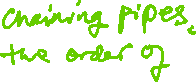 chaining pipes,
the order of